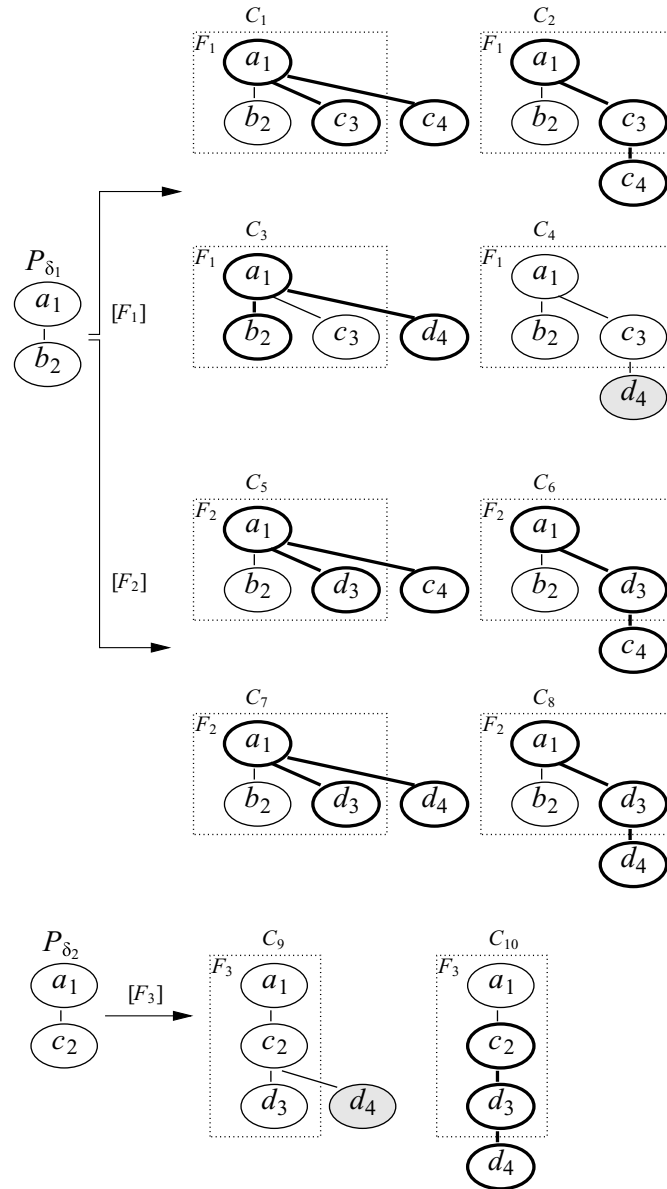 C₁ C₂
F₁ a₁ F₁ a₁
b₂ c₃ c₄ b₂ c₃
c₄
C₃ C₄
P_δ₁ F₁ a₁ F₁ a₁
a₁ [F₁]
b₂ b₂ c₃ d₄ b₂ c₃
d₄
C₅ C₆
F₂ a₁ F₂ a₁
[F₂] b₂ d₃ c₄ b₂ d₃
c₄
C₇ C₈
F₂ a₁ F₂ a₁
b₂ d₃ d₄ b₂ d₃
d₄
P_δ₂ C₉ C₁₀
a₁ [F₃] F₃ a₁ F₃ a₁
c₂ c₂ c₂
d₃ d₄ d₃
d₄